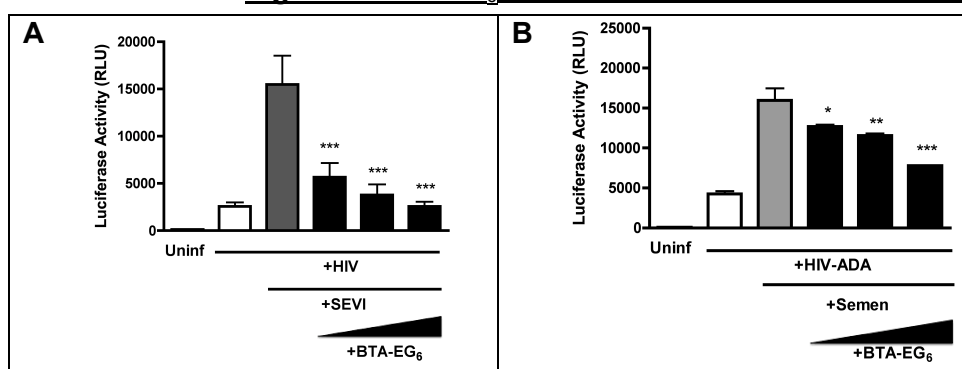 A
Luciferase Activity (RLU)
20000
15000
10000
5000
0
***
***
***
Uninf
+HIV
+SEVI
+BTA-EG6
B
Luciferase Activity (RLU)
25000
20000
15000
10000
5000
0
*
**
***
Uninf
+HIV-ADA
+Semen
+BTA-EG6